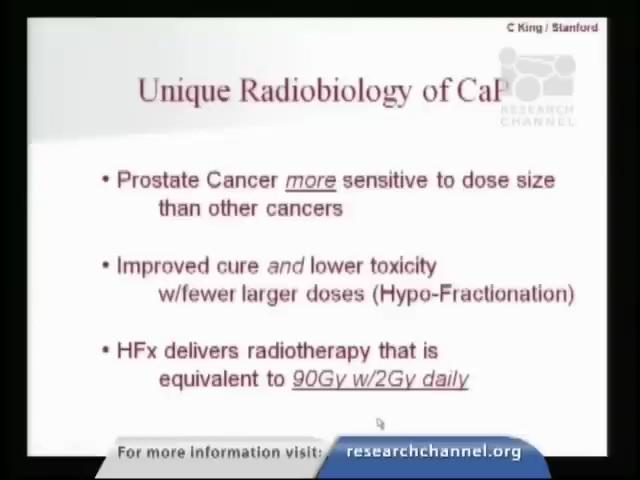 C King / Stanford
Unique Radiobiology of CaP
RESEARCH
CHANNEL
• Prostate Cancer more sensitive to dose size
than other cancers
• Improved cure and lower toxicity
w/fewer larger doses (Hypo-Fractionation)
• HFx delivers radiotherapy that is
equivalent to 90Gy w/2Gy daily
For more information visit: researchchannel.org